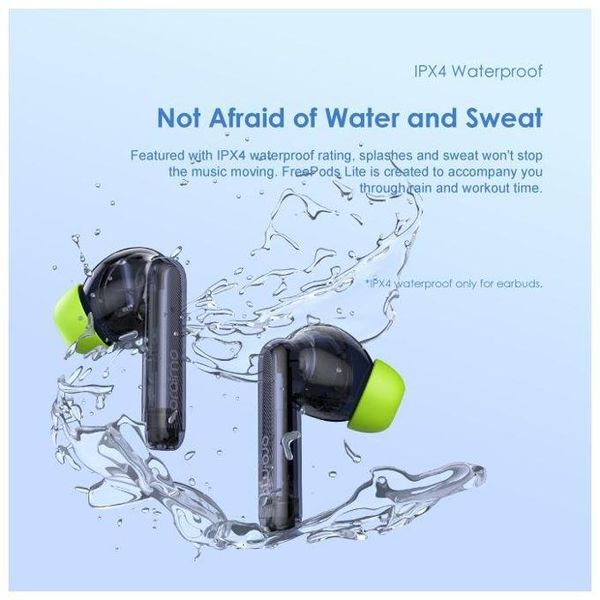 IPX4 Waterproof
Not Afraid of Water and Sweat
Featured with IPX4 waterproof rating, splashes and sweat won't stop
the music moving. FreePods Lite is created to accompany you
through rain and workout time.
*IPX4 waterproof only for earbuds.
oraimo
oraimo